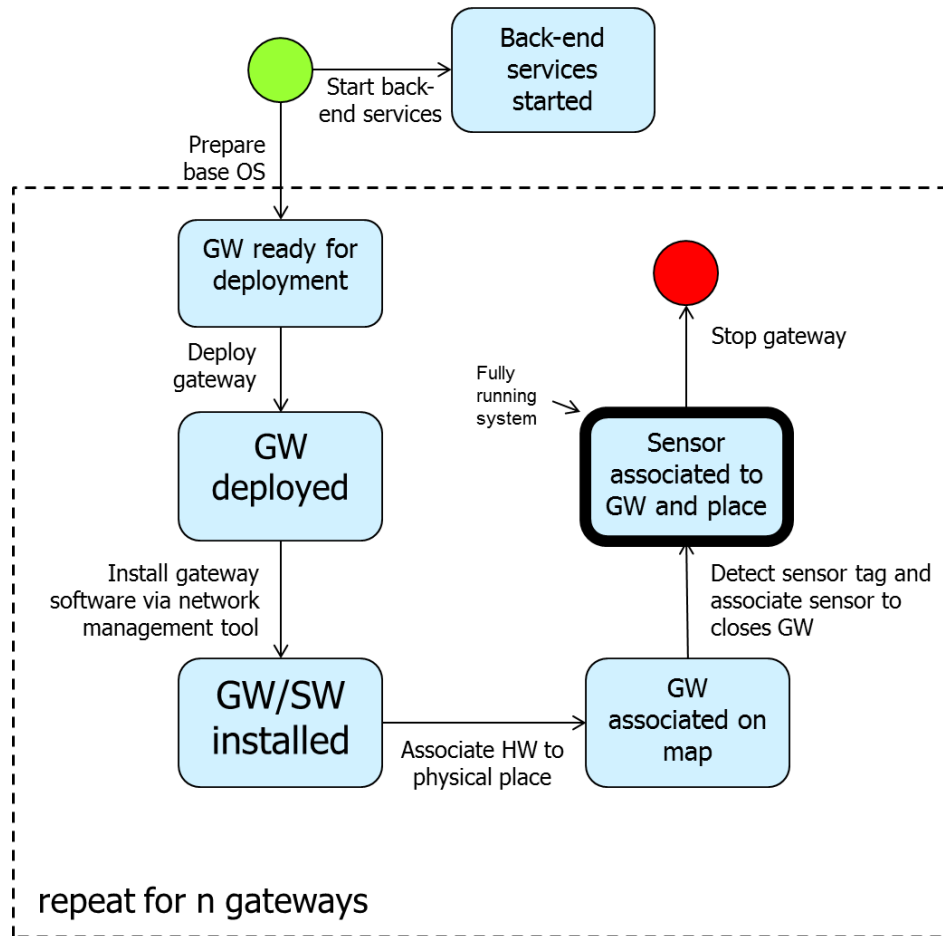 Back-end
services
started
Start back-
end services
Prepare
base OS
GW ready for
deployment
Deploy
gateway
GW
deployed
Install gateway
software via network
management tool
GW/SW
installed
Associate HW to
physical place
GW
associated on
map
Detect sensor tag and
associate sensor to
closes GW
Fully
running
system
Sensor
associated to
GW and place
Stop gateway
repeat for n gateways